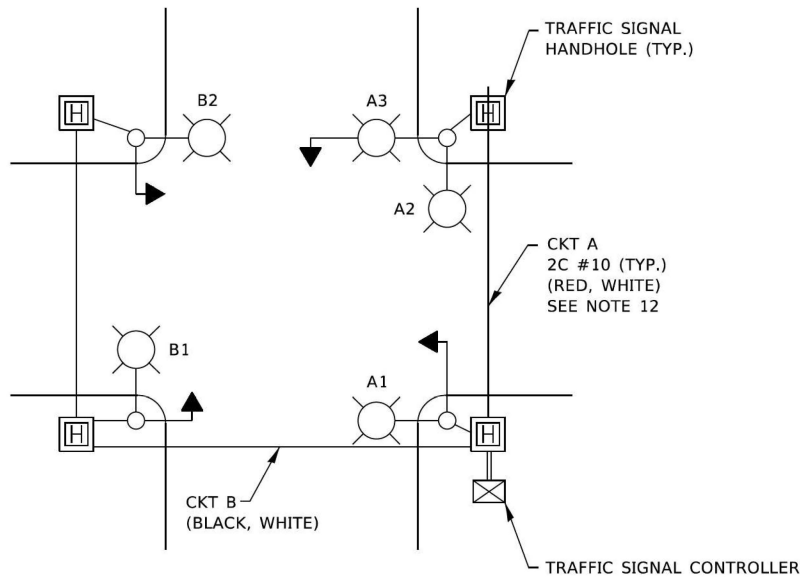 TRAFFIC SIGNAL
HANDHOLE (TYP.)
H
B2
A3
H
A2
CKT A
2C #10 (TYP.)
(RED, WHITE)
SEE NOTE 12
B1
A1
H
H
CKT B
(BLACK, WHITE)
TRAFFIC SIGNAL CONTROLLER